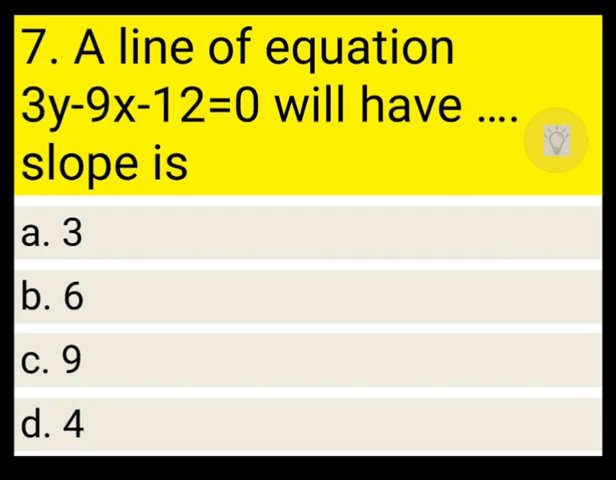 7. A line of equation
3y-9x-12=0 will have ....
slope is
a. 3
b. 6
c. 9
d. 4